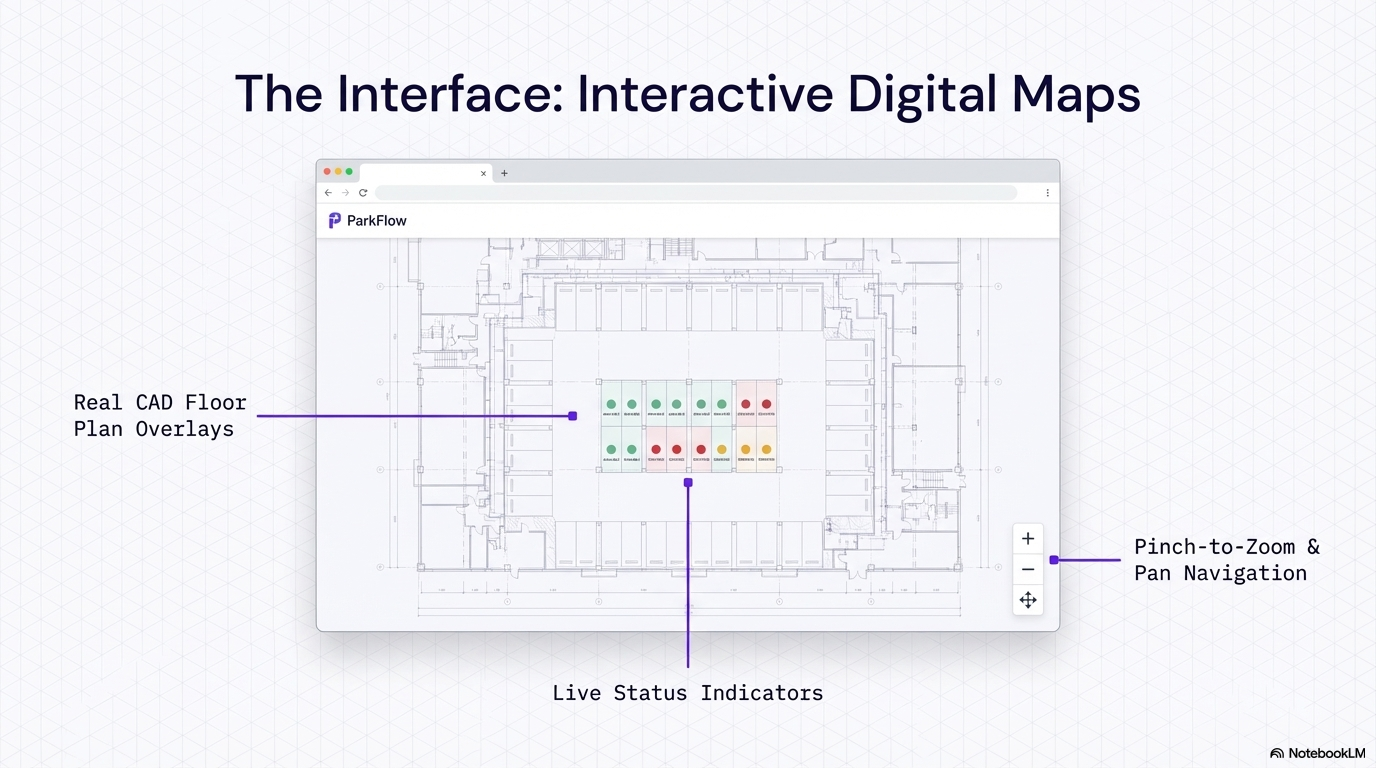 The Interface: Interactive Digital Maps
ParkFlow
Real CAD Floor
Plan Overlays
Pinch-to-Zoom &
Pan Navigation
Live Status Indicators
NotebookLM